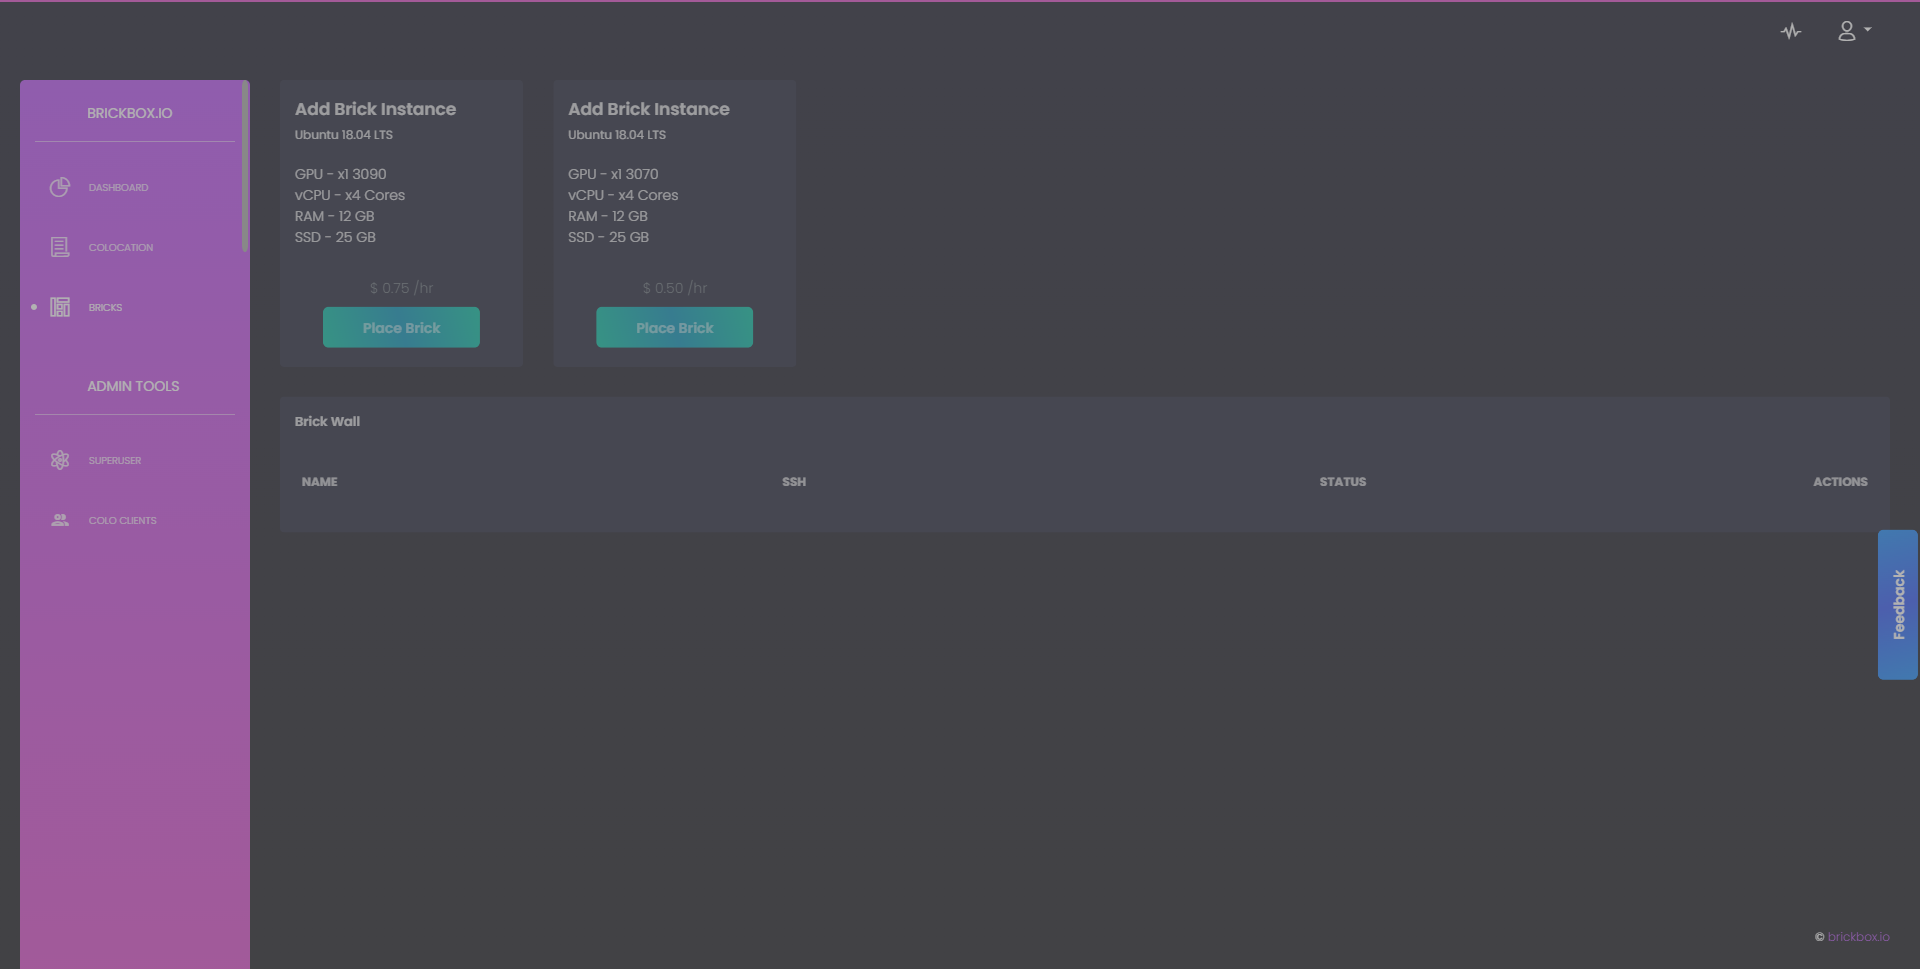 BRICKBOX.IO
DASHBOARD
COLOCATION
BRICKS
ADMIN TOOLS
SUPERUSER
COLO CLIENTS
Add Brick Instance
Ubuntu 18.04 LTS
GPU - x1 3090
vCPU - x4 Cores
RAM - 12 GB
SSD - 25 GB
$ 0.75 /hr
Place Brick
Add Brick Instance
Ubuntu 18.04 LTS
GPU - x1 3070
vCPU - x4 Cores
RAM - 12 GB
SSD - 25 GB
$ 0.50 /hr
Place Brick
Brick Wall
NAME SSH STATUS ACTIONS
Feedback
© brickbox.io